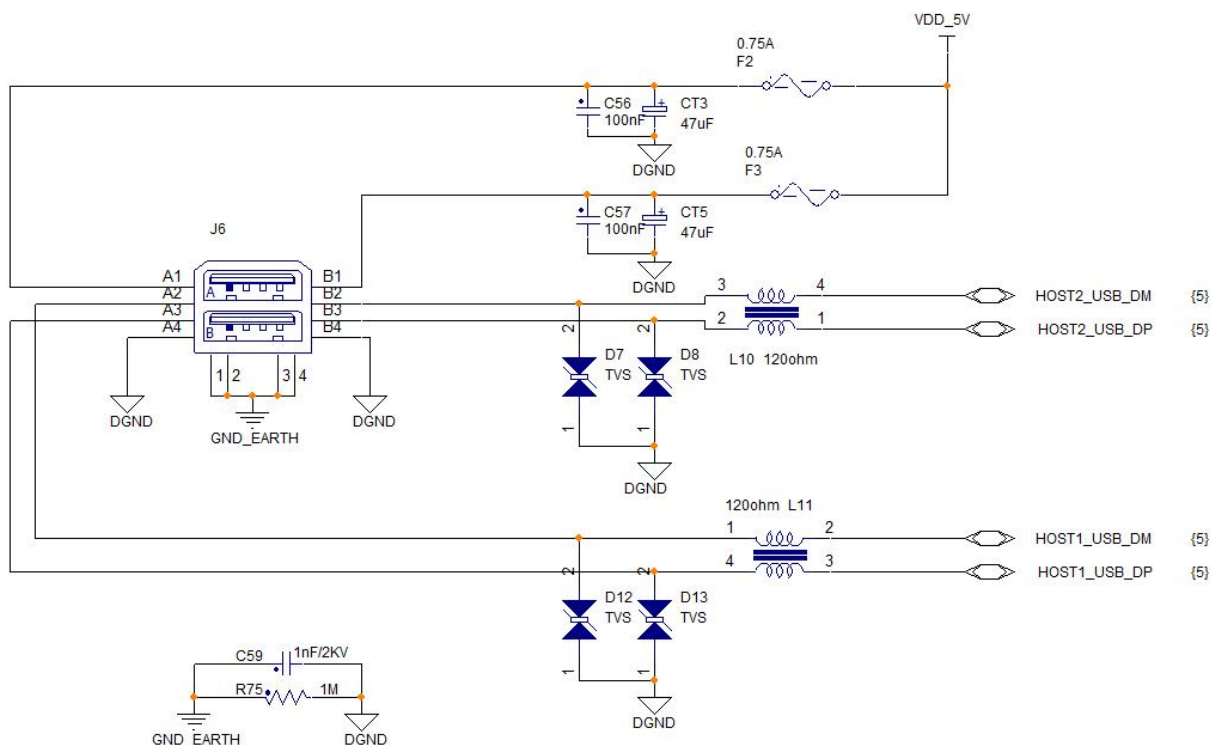 VDD_5V
0.75A
F2
C56
100nF
CT3
47uF
DGND
0.75A
F3
C57
100nF
CT5
47uF
DGND
J6
A1
A2
A3
A4
A
B
B1
B2
B3
B4
1 2 3 4
DGND
GND_EARTH
DGND
3 4
2 1
L10 120ohm
HOST2_USB_DM {5}
HOST2_USB_DP {5}
2 2
D7
TVS
D8
TVS
1 1
DGND
120ohm L11
1 2
4 3
HOST1_USB_DM {5}
HOST1_USB_DP {5}
2 2
D12
TVS
D13
TVS
1 1
DGND
C59 1nF/2KV
R75 1M
GND_EARTH
DGND